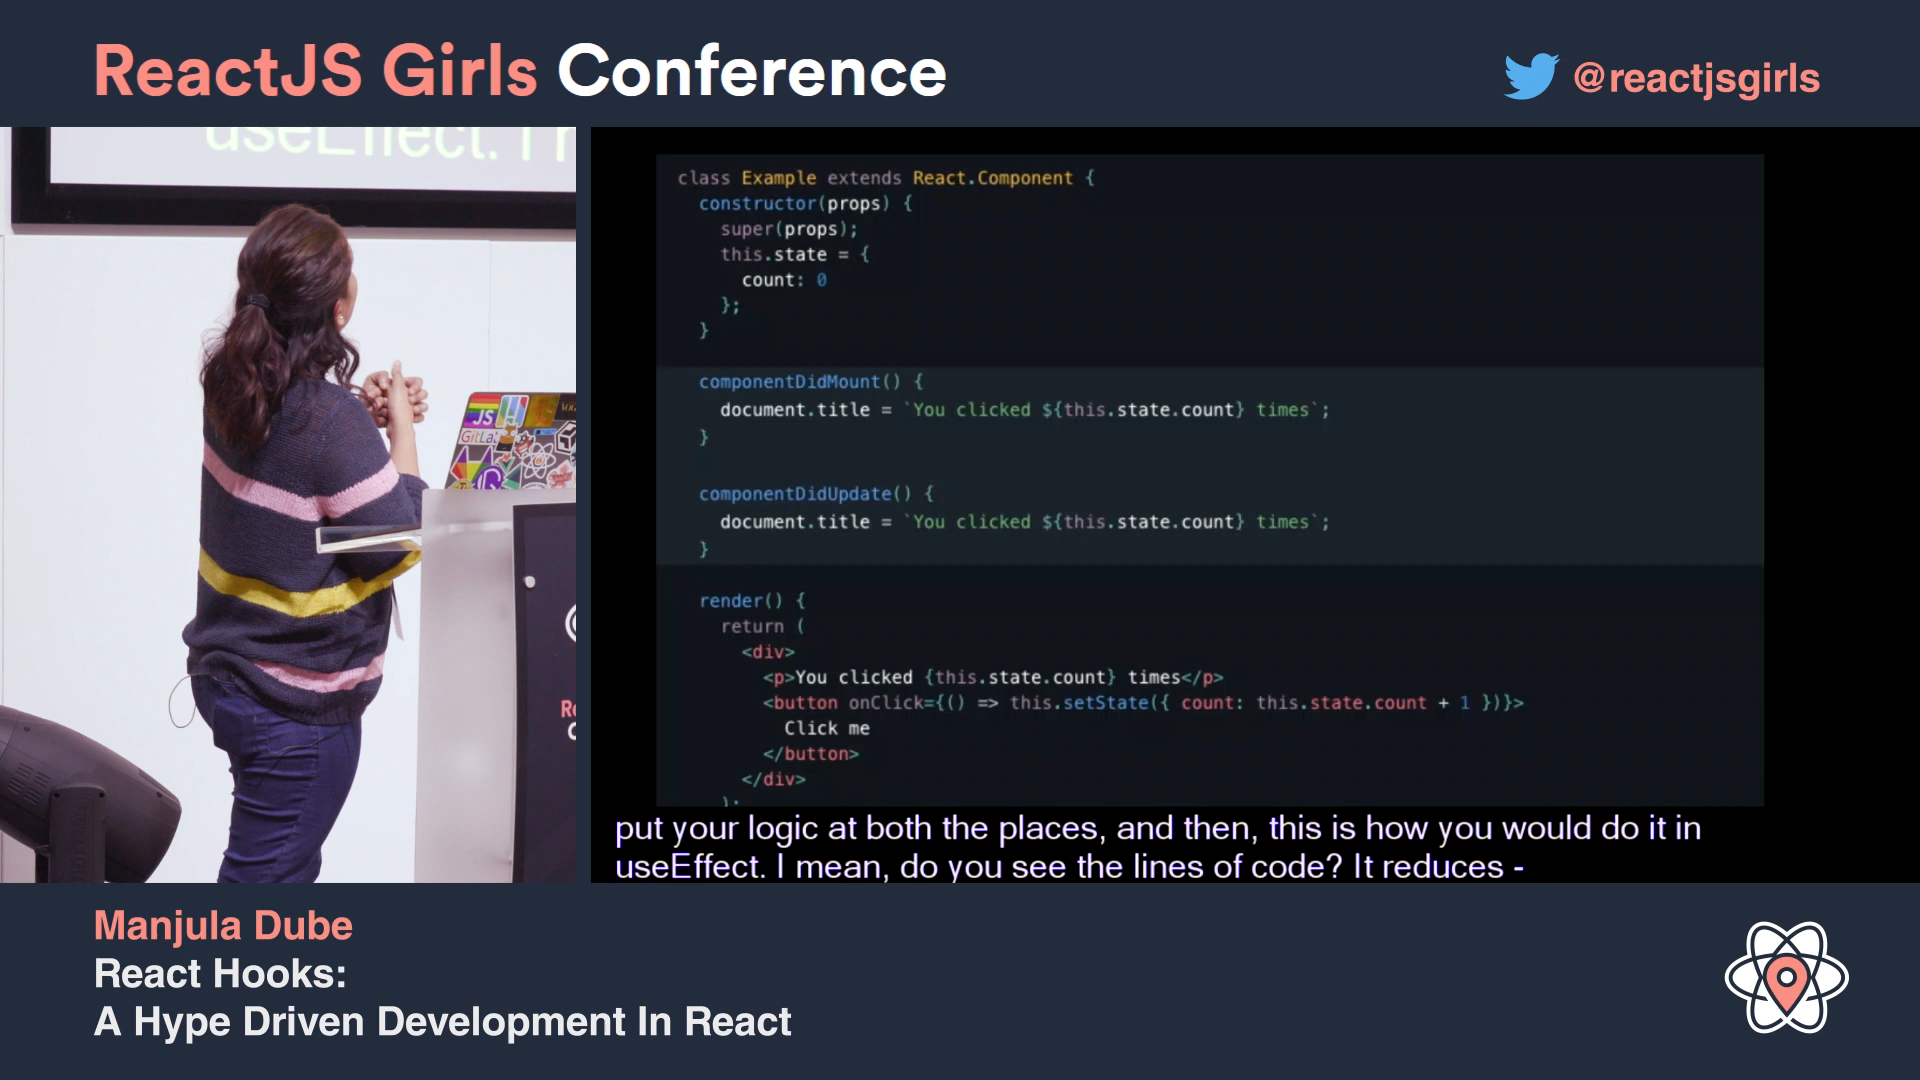 ReactJS Girls Conference
@reactjsgirls
useEffect. I
JS
GitLa
class Example extends React.Component {
constructor(props) {
super(props);
this.state = {
count: 0
};
}
componentDidMount() {
document.title = `You clicked ${this.state.count} times`;
}
componentDidUpdate() {
document.title = `You clicked ${this.state.count} times`;
}
render() {
return (
<div>
<p>You clicked {this.state.count} times</p>
<button onClick={() => this.setState({ count: this.state.count + 1 })}>
Click me
</button>
</div>
);
put your logic at both the places, and then, this is how you would do it in
useEffect. I mean, do you see the lines of code? It reduces -
Manjula Dube
React Hooks:
A Hype Driven Development In React